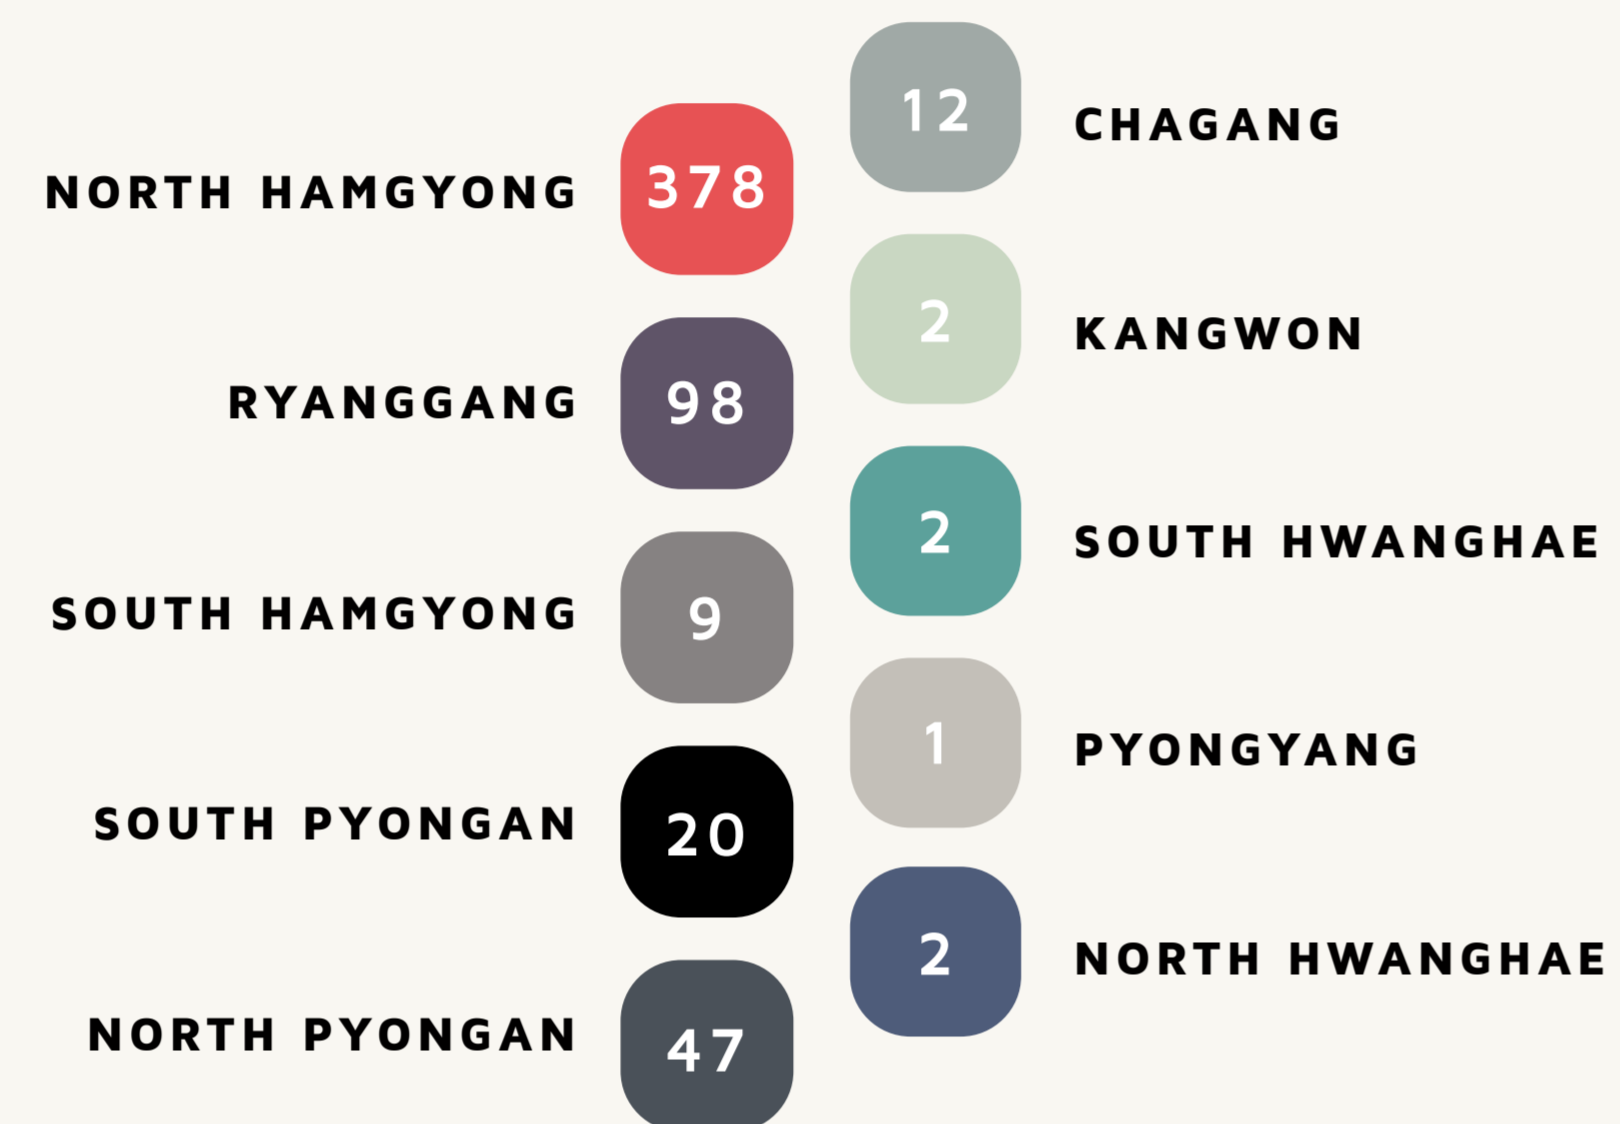 NORTH HAMGYONG 378
RYANGGANG 98
SOUTH HAMGYONG 9
SOUTH PYONGAN 20
NORTH PYONGAN 47
12 CHAGANG
2 KANGWON
2 SOUTH HWANGHAE
1 PYONGYANG
2 NORTH HWANGHAE